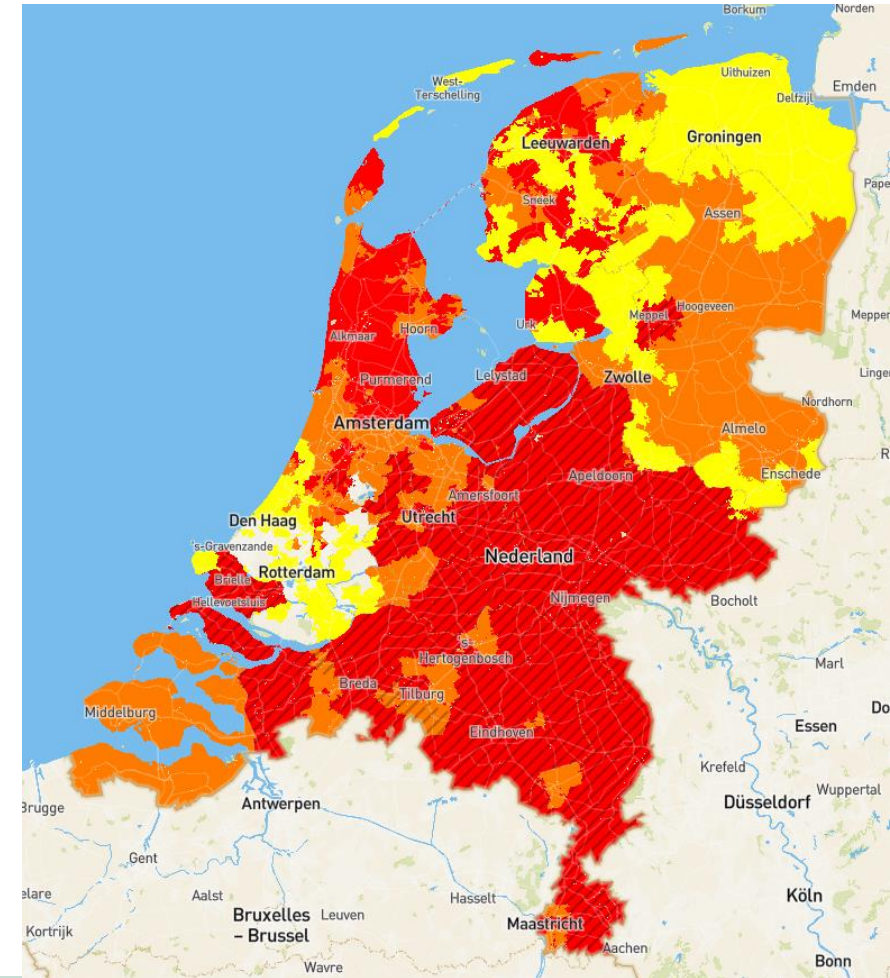 Borkum
Norden
Uithuizen
Emden
West-
Terschelling
Delfzijl
Groningen
Leeuwarden
Sneek
Assen
Hoogeveen
Meppel
Urk
Hoorn
Alkmaar
Purmerend
Lelystad
Zwolle
Nordhorn
Amsterdam
Almelo
Enschede
Apeldoorn
Amersfoort
Den Haag
Utrecht
's-Gravenzande
Nederland
Rotterdam
Brielle
Hellevoetsluis
Nijmegen
Bocholt
's-
Hertogenbosch
Marl
Breda
Tilburg
Middelburg
Essen
Eindhoven
Krefeld
Wuppertal
Düsseldorf
Antwerpen
Gent
Aalst
Hasselt
Köln
Bruxelles
– Brussel
Leuven
Maastricht
Kortrijk
Aachen
Wavre
Bonn